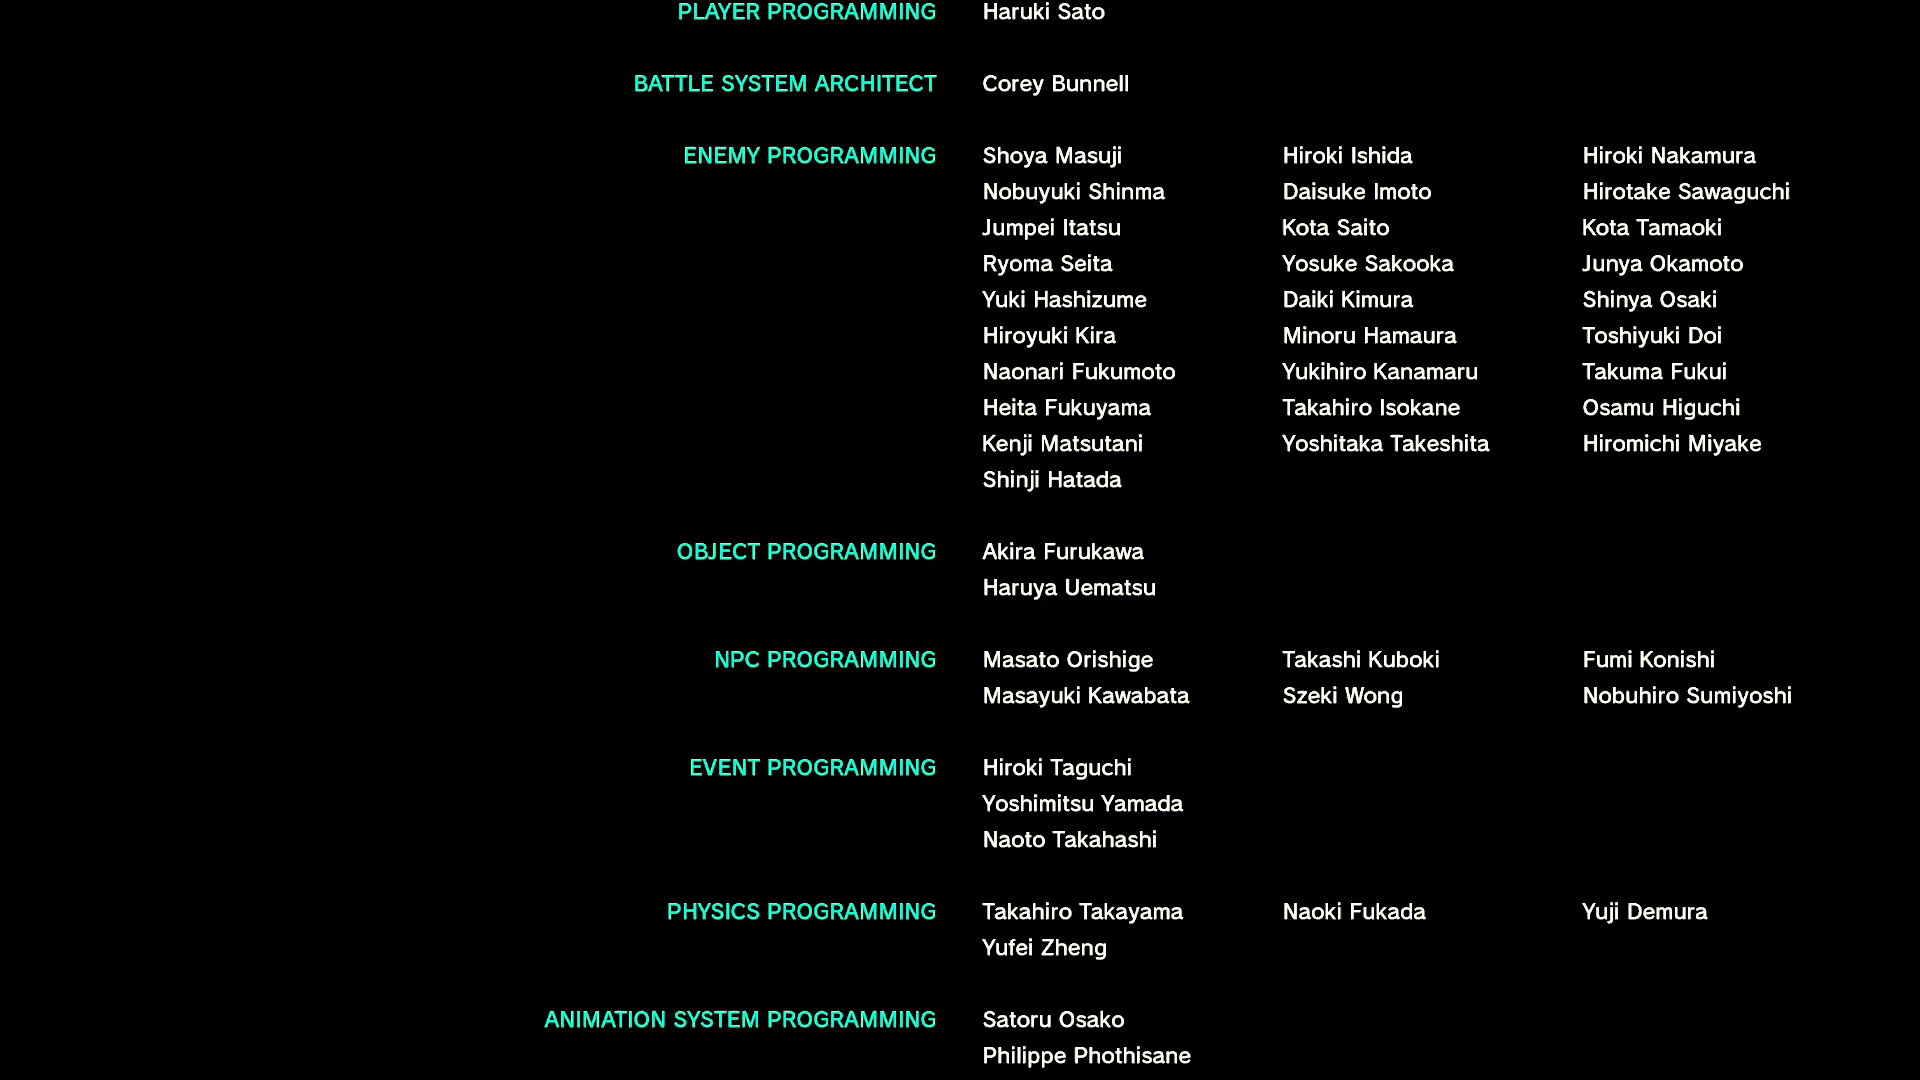 PLAYER PROGRAMMING Haruki Sato
BATTLE SYSTEM ARCHITECT Corey Bunnell
ENEMY PROGRAMMING Shoya Masuji Hiroki Ishida Hiroki Nakamura
Nobuyuki Shinma Daisuke Imoto Hirotake Sawaguchi
Jumpei Itatsu Kota Saito Kota Tamaoki
Ryoma Seita Yosuke Sakooka Junya Okamoto
Yuki Hashizume Daiki Kimura Shinya Osaki
Hiroyuki Kira Minoru Hamaura Toshiyuki Doi
Naonari Fukumoto Yukihiro Kanamaru Takuma Fukui
Heita Fukuyama Takahiro Isokane Osamu Higuchi
Kenji Matsutani Yoshitaka Takeshita Hiromichi Miyake
Shinji Hatada
OBJECT PROGRAMMING Akira Furukawa
Haruya Uematsu
NPC PROGRAMMING Masato Orishige Takashi Kuboki Fumi Konishi
Masayuki Kawabata Szeki Wong Nobuhiro Sumiyoshi
EVENT PROGRAMMING Hiroki Taguchi
Yoshimitsu Yamada
Naoto Takahashi
PHYSICS PROGRAMMING Takahiro Takayama Naoki Fukada Yuji Demura
Yufei Zheng
ANIMATION SYSTEM PROGRAMMING Satoru Osako
Philippe Phothisane